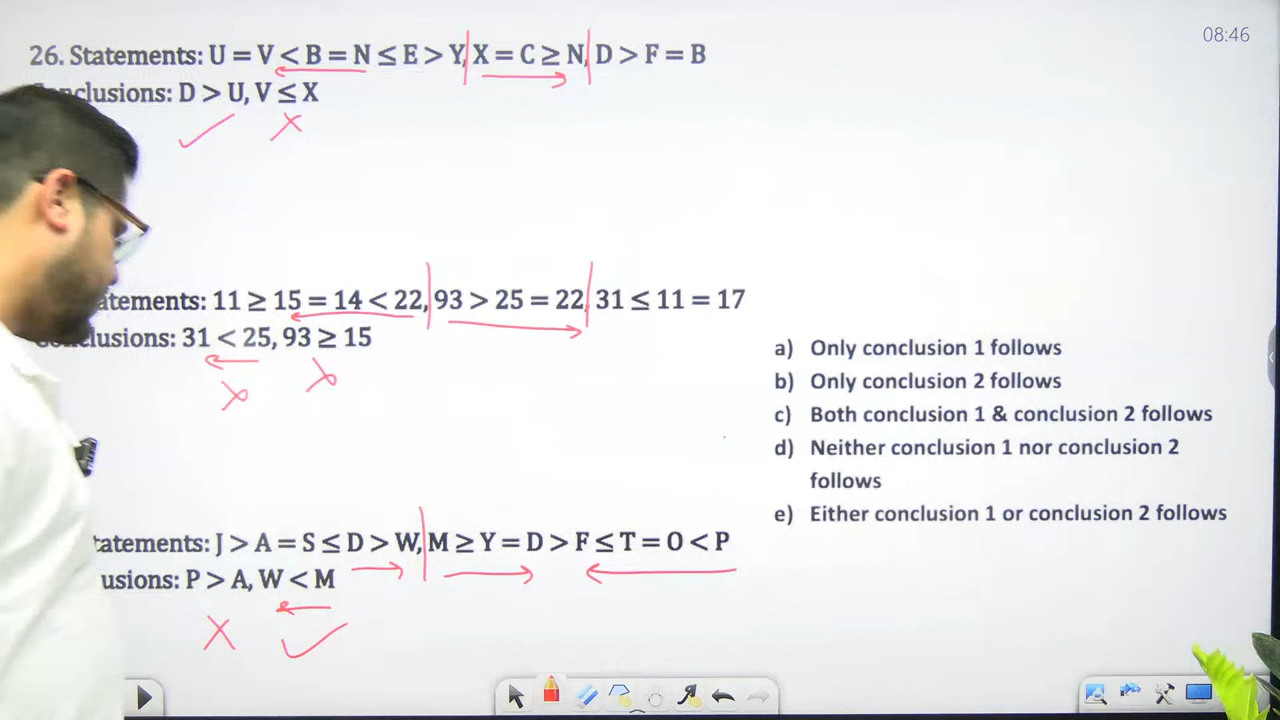 08:46
26. Statements: U = V < B = N ≤ E > Y, X = C ≥ N, D > F = B
clusions: D > U, V ≤ X
atements: 11 ≥ 15 = 14 < 22, 93 > 25 = 22, 31 ≤ 11 = 17
clusions: 31 < 25, 93 ≥ 15
a) Only conclusion 1 follows
b) Only conclusion 2 follows
c) Both conclusion 1 & conclusion 2 follows
d) Neither conclusion 1 nor conclusion 2
follows
e) Either conclusion 1 or conclusion 2 follows
tatements: J > A = S ≤ D > W, M ≥ Y = D > F ≤ T = O < P
usions: P > A, W < M